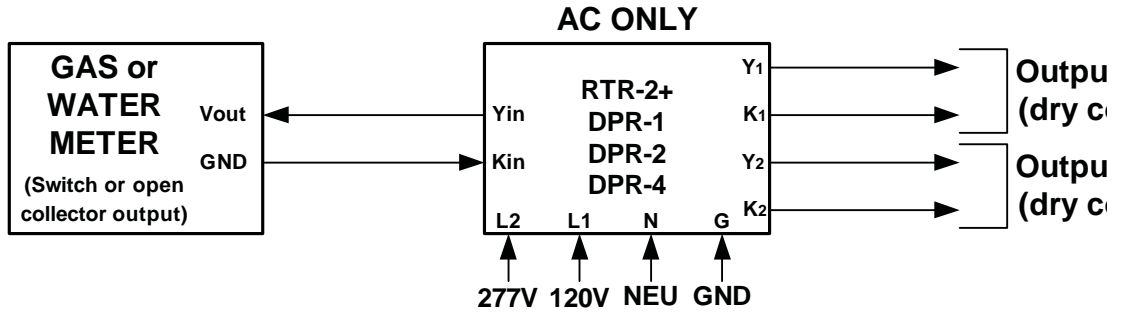 AC ONLY
GAS or
WATER
METER
(Switch or open
collector output)
Vout
GND
Yin
Kin
RTR-2+
DPR-1
DPR-2
DPR-4
Y1
K1
Y2
K2
L2 L1 N G
277V 120V NEU GND